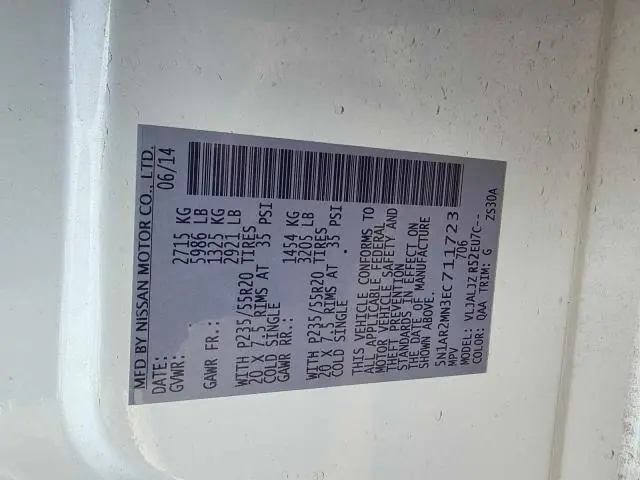 MFD BY NISSAN MOTOR CO., LTD.
DATE: 06/14
GVWR: 2715 KG
5986 LB
GAWR FR.: 1325 KG
2921 LB
WITH P235/55R20 TIRES
20 X 7.5 RIMS AT 35 PSI
COLD SINGLE
GAWR RR.: 1454 KG
3205 LB
WITH P235/55R20 TIRES
20 X 7.5 RIMS AT 35 PSI
COLD SINGLE
THIS VEHICLE CONFORMS TO
ALL APPLICABLE FEDERAL
MOTOR VEHICLE SAFETY AND
THEFT PREVENTION
STANDARDS IN EFFECT ON
THE DATE OF MANUFACTURE
SHOWN ABOVE.
5N1AR2MN3EC711723
MPV 706
MODEL: VL1ALJZ R52EU7C--
COLOR: QAA TRIM: G ZS30A